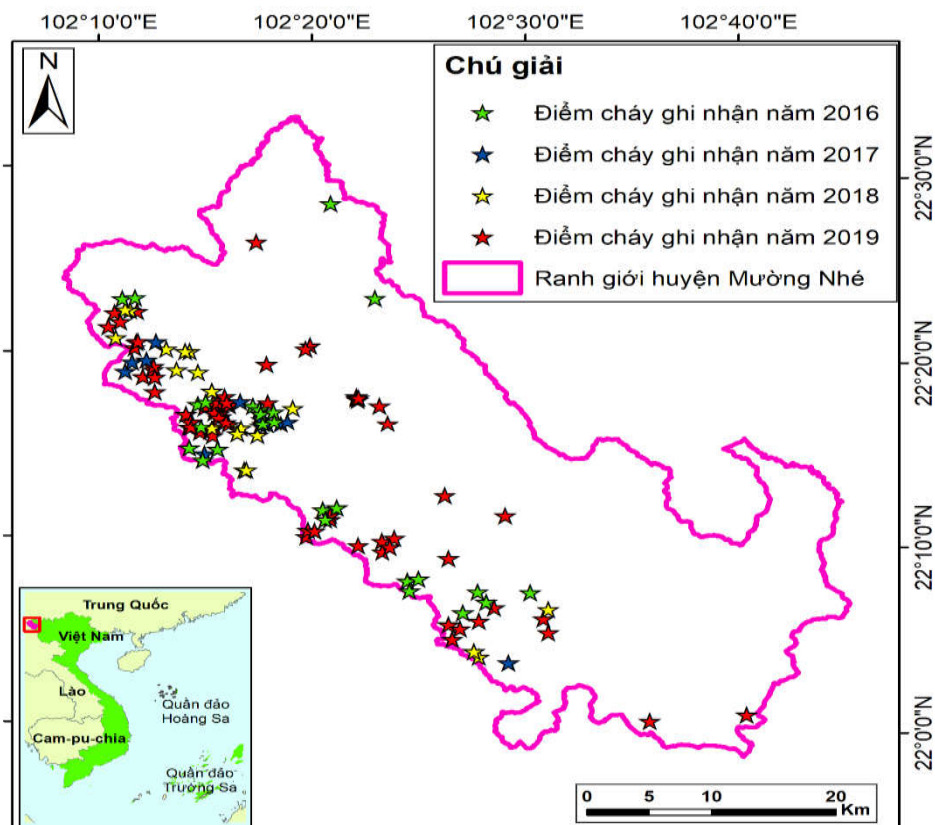 102°10'0"E 102°20'0"E 102°30'0"E 102°40'0"E
N
Chú giải
Điểm cháy ghi nhận năm 2016
Điểm cháy ghi nhận năm 2017
Điểm cháy ghi nhận năm 2018
Điểm cháy ghi nhận năm 2019
Ranh giới huyện Mường Nhé
22°30'0"N
22°20'0"N
22°10'0"N
22°0'0"N
Trung Quốc
Việt Nam
Lào
Quần đảo
Hoàng Sa
Cam-pu-chia
Quần đảo
Trường Sa
0 5 10 20
Km